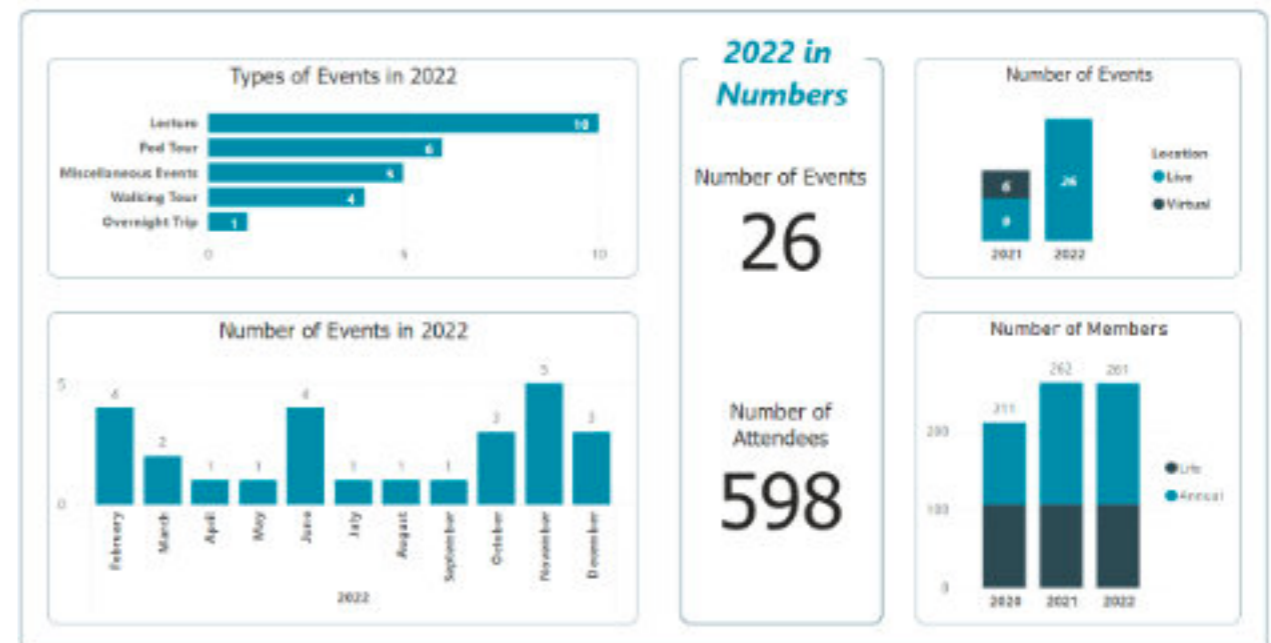 Types of Events in 2022
Lecture 10
Pod Tour 6
Miscellaneous Events 5
Walking Tour 4
Overnight Trip 1
0 5 10
2022 in
Numbers
Number of Events
26
Number of
Attendees
598
Number of Events
6
26
2021 2022
Location
Live
Virtual
Number of Events in 2022
5
0
4 2 1 1 4 1 1 1 3 5 3
February March April May June July August September October November December
2022
Number of Members
200
100
0
211 262 261
2020 2021 2022
Life
Annual